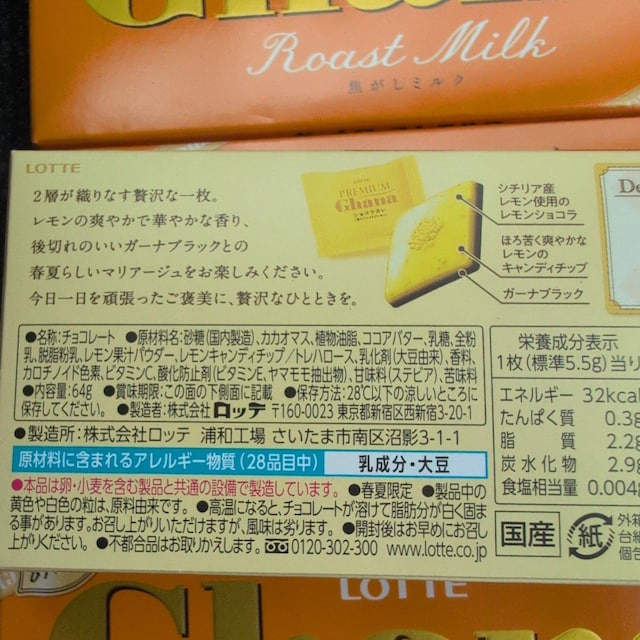 Roast Milk
焦がしミルク
LOTTE
2層が織りなす贅沢な一枚。
レモンの爽やかで華やかな香り、
後切れのいいガーナブラックとの
春夏らしいマリアージュをお楽しみください。
今日一日を頑張ったご褒美に、贅沢なひとときを。
LOTTE
PREMIUM
Ghana
シチリア産
レモン使用の
レモンショコラ
ほろ苦く爽やかな
レモンの
キャンディチップ
ガーナブラック
●名称:チョコレート ●原材料名:砂糖(国内製造)、カカオマス、植物油脂、ココアバター、乳糖、全粉
乳、脱脂粉乳、レモン果汁パウダー、レモンキャンディチップ/トレハロース、乳化剤(大豆由来)、香料、
カロチノイド色素、ビタミンC、酸化防止剤(ビタミンE、ヤマモモ抽出物)、甘味料(ステビア)、苦味料
●内容量:64g ●賞味期限:この面の下側面に記載 ●保存方法:28℃以下の涼しいところに
保存してください。 ●製造者:株式会社 ロッテ 〒160-0023 東京都新宿区西新宿3-20-1
●製造所:株式会社ロッテ 浦和工場 さいたま市南区沼影3-1-1
原材料に含まれるアレルギー物質(28品目中) 乳成分・大豆
●本品は卵・小麦を含む製品と共通の設備で製造しています。 ●春夏限定 ●製品中の
黄色や白色の粒は、原料由来です。 ●高温になると、チョコレートが溶けて脂肪分が白く固ま
る事があります。お召し上がりいただけますが、風味は劣ります。 ●開封後はお早めにお召し
上がりください。 ●不都合品はお取りかえします。 0120-302-300 www.lotte.co.jp
栄養成分表示
1枚(標準5.5g)当り
エネルギー 32kcal
たんぱく質 0.3g
脂質 2.2g
炭水化物 2.9g
食塩相当量 0.004g
国産
紙
外箱
台紙
個包
LOTTE
Ghana